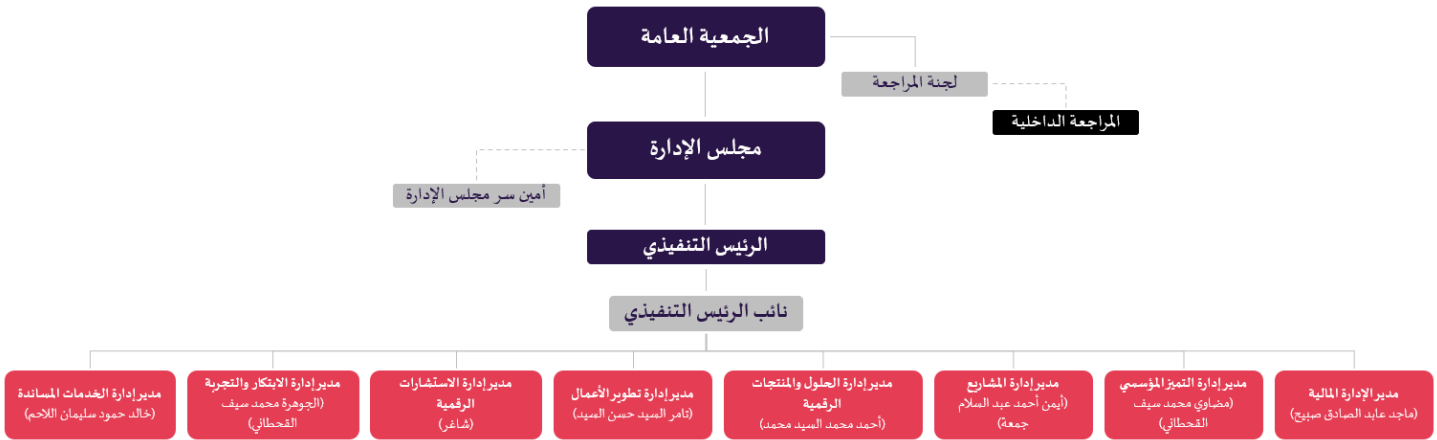 الجمعية العامة
لجنة المراجعة
المراجعة الداخلية
مجلس الإدارة
أمين سر مجلس الإدارة
الرئيس التنفيذي
نائب الرئيس التنفيذي
مدير الإدارة المالية
(ماجد عابد الصادق صبيح)
مدير إدارة التميز المؤسسي
(مضاوي محمد سيف
القحطاني)
مدير إدارة المشاريع
(أيمن أحمد عبد السلام
جمعة)
مدير إدارة الحلول والمنتجات
الرقمية
(أحمد محمد السيد محمد)
مدير إدارة تطوير الأعمال
(ثامر السيد حسن السيد)
مدير إدارة الاستشارات
الرقمية
(شاغر)
مدير إدارة الابتكار والتجربة
(الجوهرة محمد سيف
القحطاني)
مدير إدارة الخدمات المساندة
(خالد حمود سليمان اللاحم)